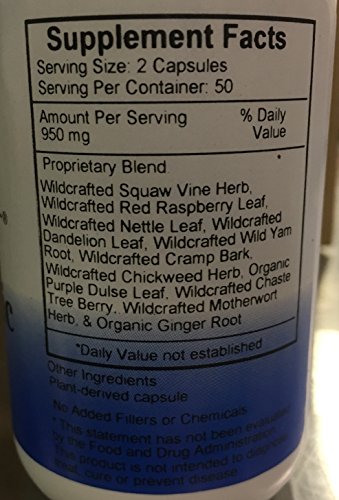 Supplement Facts
Serving Size: 2 Capsules
Serving Per Container: 50
Amount Per Serving % Daily
950 mg Value
Proprietary Blend
Wildcrafted Squaw Vine Herb,
Wildcrafted Red Raspberry Leaf,
Wildcrafted Nettle Leaf, Wildcrafted
Dandelion Leaf, Wildcrafted Wild Yam
Root, Wildcrafted Cramp Bark,
Wildcrafted Chickweed Herb, Organic
Purple Dulse Leaf, Wildcrafted Chaste
Tree Berry, Wildcrafted Motherwort
Herb, & Organic Ginger Root
*Daily Value not established
Other Ingredients
Plant-derived capsule
No Added Fillers or Chemicals
*This statement has not been evaluated
by the Food and Drug Administration.
The product is not intended to diagnose
treat, cure or prevent disease.